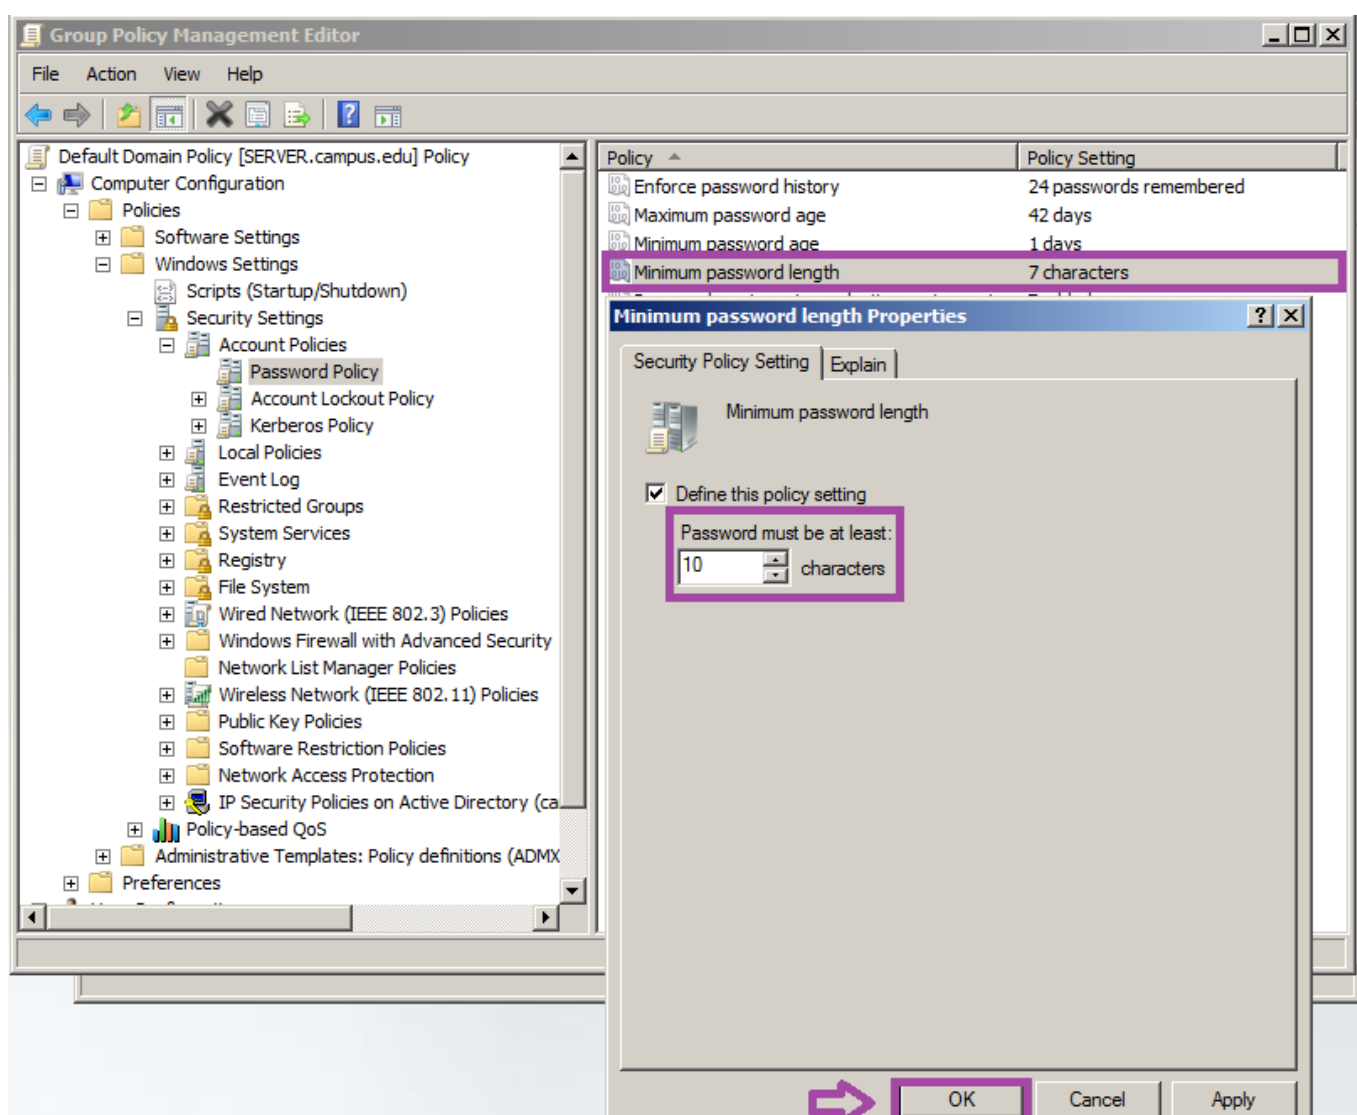 Group Policy Management Editor
File Action View Help
Default Domain Policy [SERVER.campus.edu] Policy
Computer Configuration
Policies
Software Settings
Windows Settings
Scripts (Startup/Shutdown)
Security Settings
Account Policies
Password Policy
Account Lockout Policy
Kerberos Policy
Local Policies
Event Log
Restricted Groups
System Services
Registry
File System
Wired Network (IEEE 802.3) Policies
Windows Firewall with Advanced Security
Network List Manager Policies
Wireless Network (IEEE 802.11) Policies
Public Key Policies
Software Restriction Policies
Network Access Protection
IP Security Policies on Active Directory (ca
Policy-based QoS
Administrative Templates: Policy definitions (ADMX
Preferences
Policy Policy Setting
Enforce password history 24 passwords remembered
Maximum password age 42 days
Minimum password age 1 days
Minimum password length 7 characters
Minimum password length Properties
Security Policy Setting Explain
Minimum password length
Define this policy setting
Password must be at least:
10 characters
OK Cancel Apply